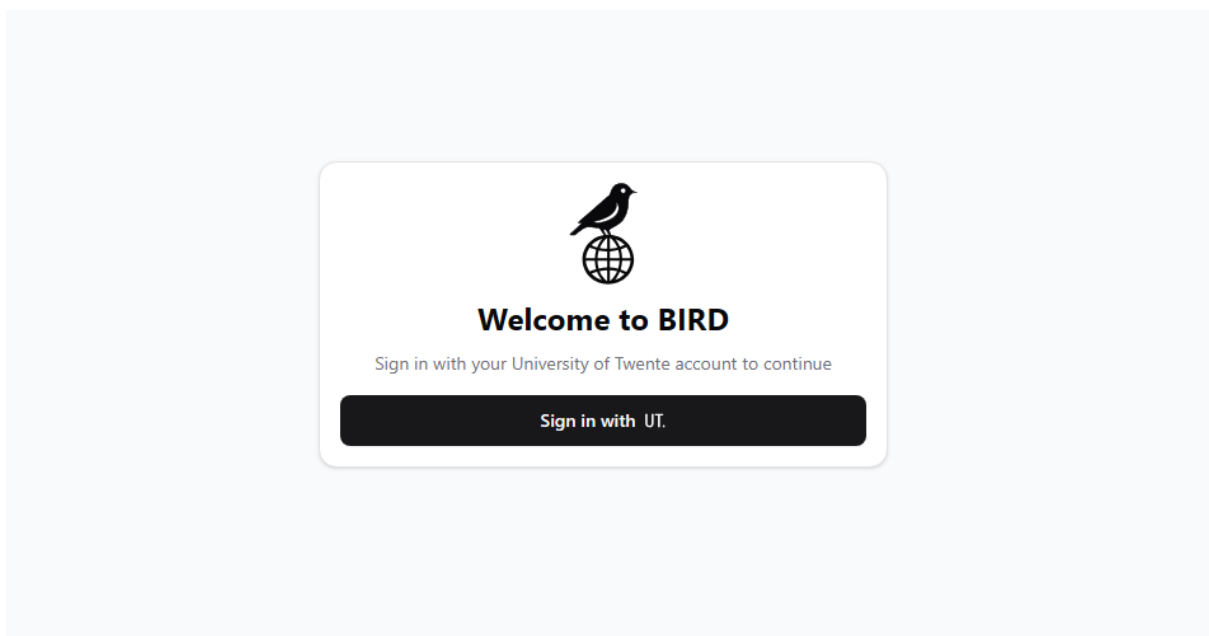 Welcome to BIRD
Sign in with your University of Twente account to continue
Sign in with UT.